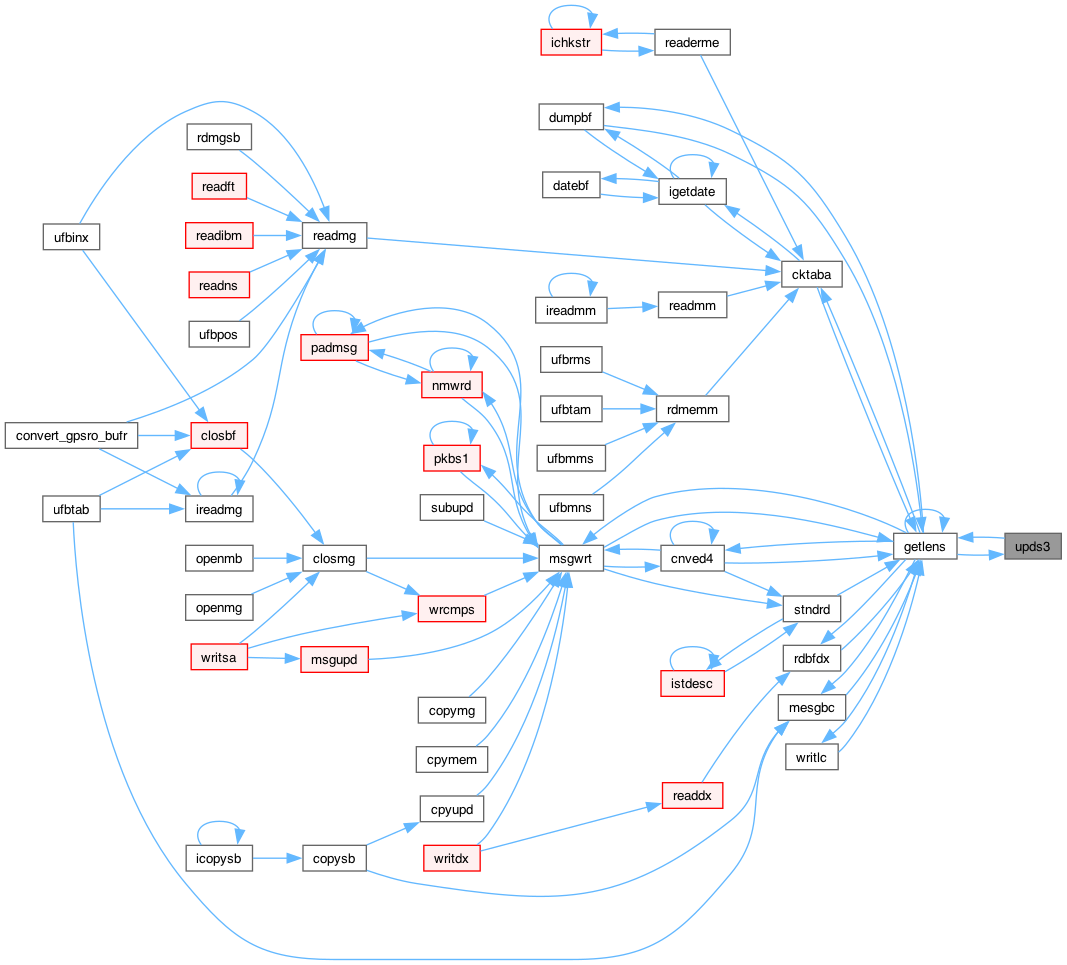 ichkstr
readerme
dumpbf
rdmgsb
datebf
igetdate
readft
ufbinx
readibm
readmg
cktaba
readns
ireadmm
readmm
ufbpos
padmsg
ufbrms
nmwrd
ufbtam
rdmemm
convert_gpsro_bufr
closbf
pkbs1
ufbmms
ufbtab
ireadmg
subupd
ufbmns
getlens
upds3
openmb
closmg
msgwrt
cnved4
openmg
wrcmps
stndrd
writsa
msgupd
rdbfdx
istdesc
copymg
mesgbc
cpymem
writlc
readdx
cpyupd
icopysb
copysb
writdx